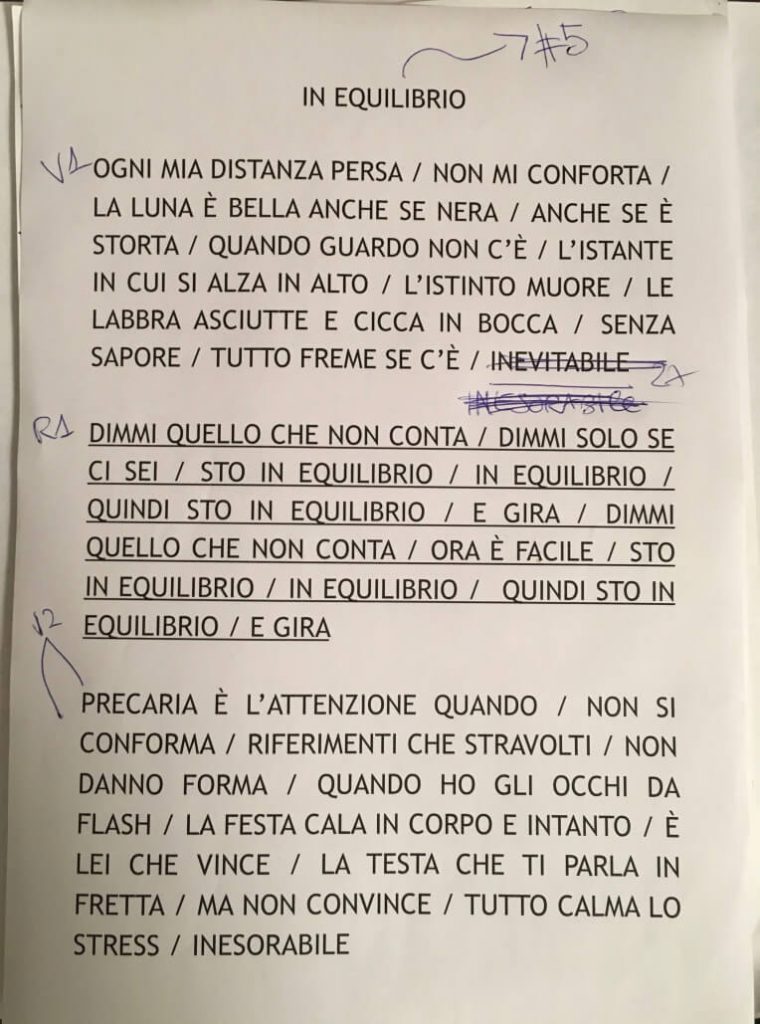 #5
IN EQUILIBRIO
V1 OGNI MIA DISTANZA PERSA / NON MI CONFORTA /
LA LUNA È BELLA ANCHE SE NERA / ANCHE SE È
STORTA / QUANDO GUARDO NON C'È / L'ISTANTE
IN CUI SI ALZA IN ALTO / L'ISTINTO MUORE / LE
LABBRA ASCIUTTE E CICCA IN BOCCA / SENZA
SAPORE / TUTTO FREME SE C'È / INEVITABILE
2x
INESORABILE
R1 DIMMI QUELLO CHE NON CONTA / DIMMI SOLO SE
CI SEI / STO IN EQUILIBRIO / IN EQUILIBRIO /
QUINDI STO IN EQUILIBRIO / E GIRA / DIMMI
QUELLO CHE NON CONTA / ORA È FACILE / STO
IN EQUILIBRIO / IN EQUILIBRIO / QUINDI STO IN
EQUILIBRIO / E GIRA
V2
PRECARIA È L'ATTENZIONE QUANDO / NON SI
CONFORMA / RIFERIMENTI CHE STRAVOLTI / NON
DANNO FORMA / QUANDO HO GLI OCCHI DA
FLASH / LA FESTA CALA IN CORPO E INTANTO / È
LEI CHE VINCE / LA TESTA CHE TI PARLA IN
FRETTA / MA NON CONVINCE / TUTTO CALMA LO
STRESS / INESORABILE